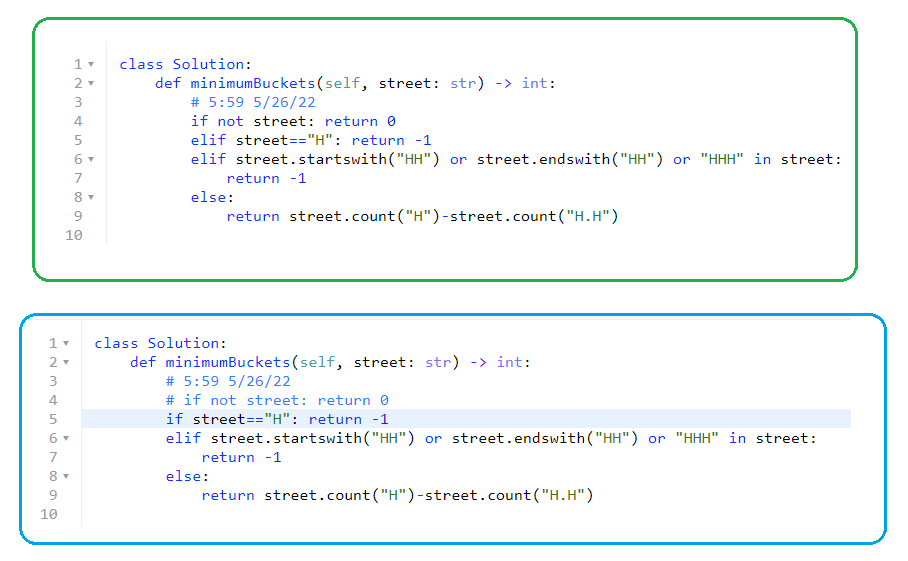 1 class Solution:
2 def minimumBuckets(self, street: str) -> int:
3 # 5:59 5/26/22
4 if not street: return 0
5 elif street=="H": return -1
6 elif street.startswith("HH") or street.endswith("HH") or "HHH" in street:
7 return -1
8 else:
9 return street.count("H")-street.count("H.H")
10
1 class Solution:
2 def minimumBuckets(self, street: str) -> int:
3 # 5:59 5/26/22
4 # if not street: return 0
5 if street=="H": return -1
6 elif street.startswith("HH") or street.endswith("HH") or "HHH" in street:
7 return -1
8 else:
9 return street.count("H")-street.count("H.H")
10